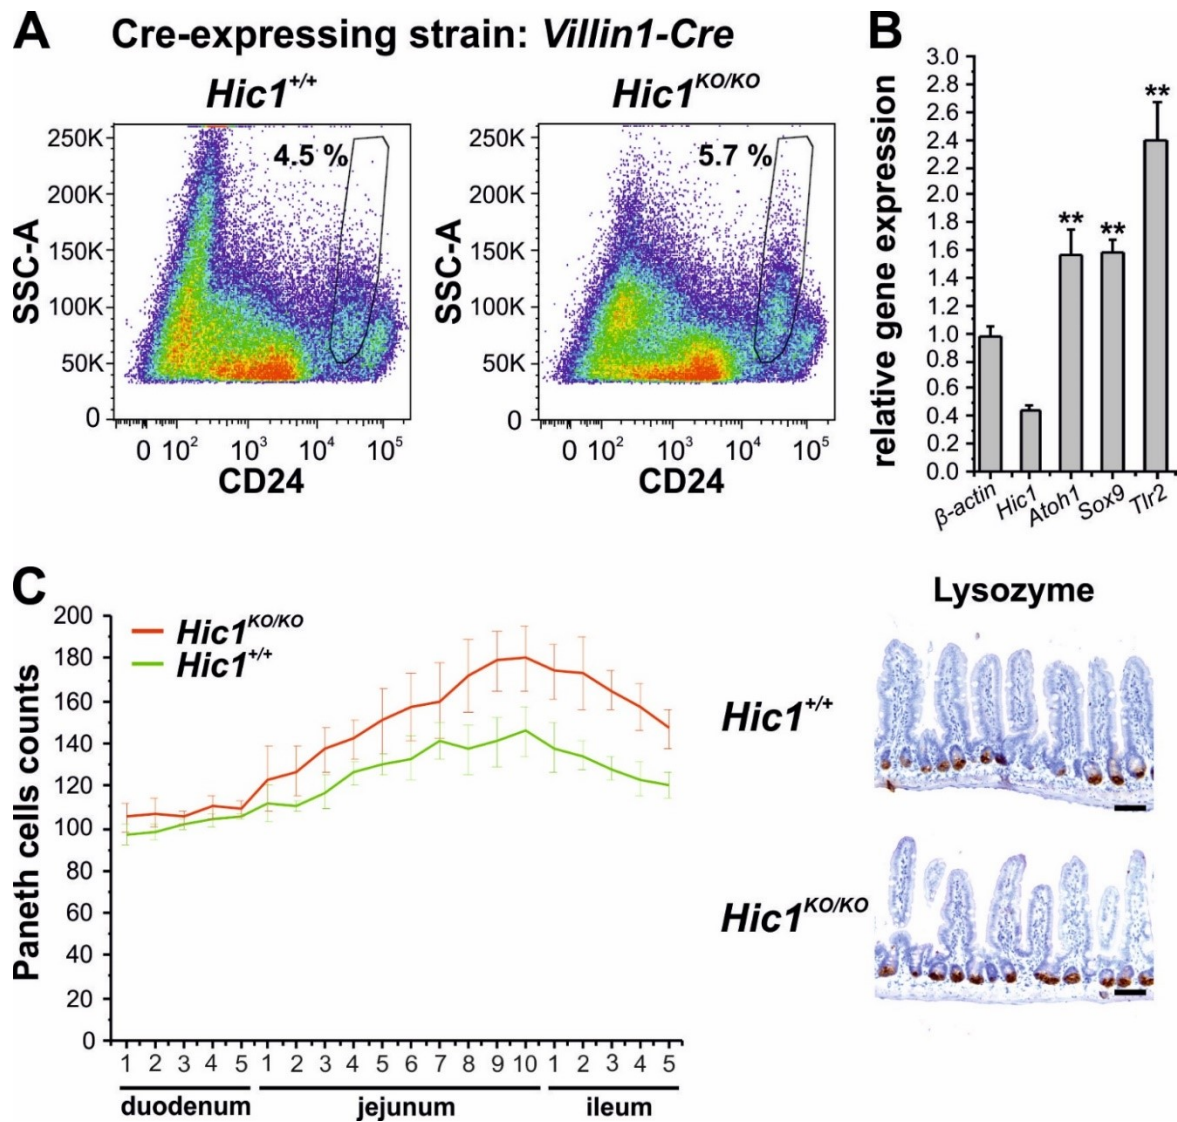 A Cre-expressing strain: Villin1-Cre
Hic1+/+
Hic1KO/KO
250K
200K
150K
100K
50K
0
SSC-A
4.5 %
0 10² 10³ 10⁴ 10⁵
CD24
250K
200K
150K
100K
50K
0
SSC-A
5.7 %
0 10² 10³ 10⁴ 10⁵
CD24
B
relative gene expression
3.0
2.8
2.6
2.4
2.2
2.0
1.8
1.6
1.4
1.2
1.0
0.8
0.6
0.4
0.2
0.0
**
**
**
β-actin
Hic1
Atoh1
Sox9
Tlr2
C
Paneth cells counts
200
180
160
140
120
100
80
60
40
20
0
Hic1KO/KO
Hic1+/+
1 2 3 4 5 1 2 3 4 5 6 7 8 9 10 1 2 3 4 5
duodenum jejunum ileum
Lysozyme
Hic1+/+
Hic1KO/KO